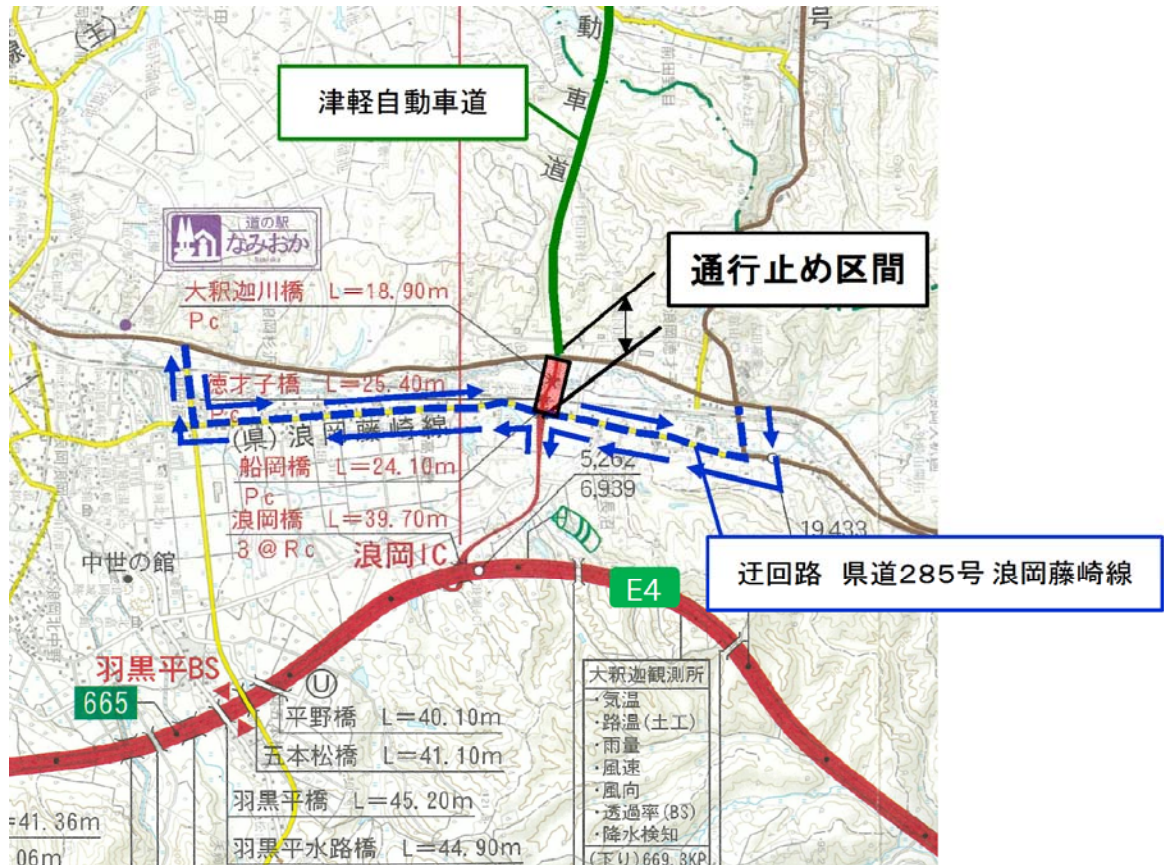 線(主)
動
号
車
道
津軽自動車道
道の駅
なみおか
通行止め区間
大釈迦川橋 L=18.90m
Pc
徳才子橋 L=25.40m
Pc
(県)浪岡藤崎線
船岡橋 L=24.10m
Pc
5,262
6,939
浪岡橋 L=39.70m
3@Rc
19,433
浪岡IC
中世の館
迂回路 県道285号 浪岡藤崎線
E4
羽黒平BS
665
U
平野橋 L=40.10m
五本松橋 L=41.10m
羽黒平橋 L=45.20m
羽黒平水路橋 L=44.90m
=41.36m
06m
大釈迦観測所
・気温
・路温(土工)
・雨量
・風速
・風向
・透過率(BS)
・降水検知
(下り)669.3KP